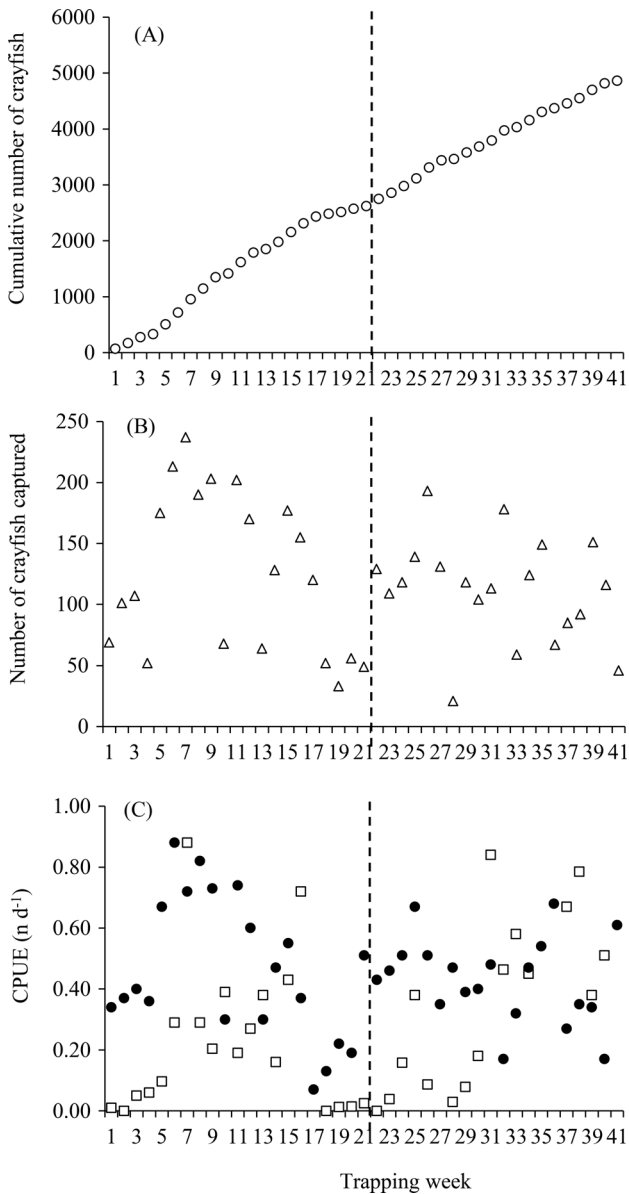 (A)
Cumulative number of crayfish
6000
5000
4000
3000
2000
1000
0
1 3 5 7 9 11 13 15 17 19 21 23 25 27 29 31 33 35 37 39 41
(B)
Number of crayfish captured
250
200
150
100
50
0
1 3 5 7 9 11 13 15 17 19 21 23 25 27 29 31 33 35 37 39 41
(C)
CPUE (n d-1)
1.00
0.80
0.60
0.40
0.20
0.00
1 3 5 7 9 11 13 15 17 19 21 23 25 27 29 31 33 35 37 39 41
Trapping week